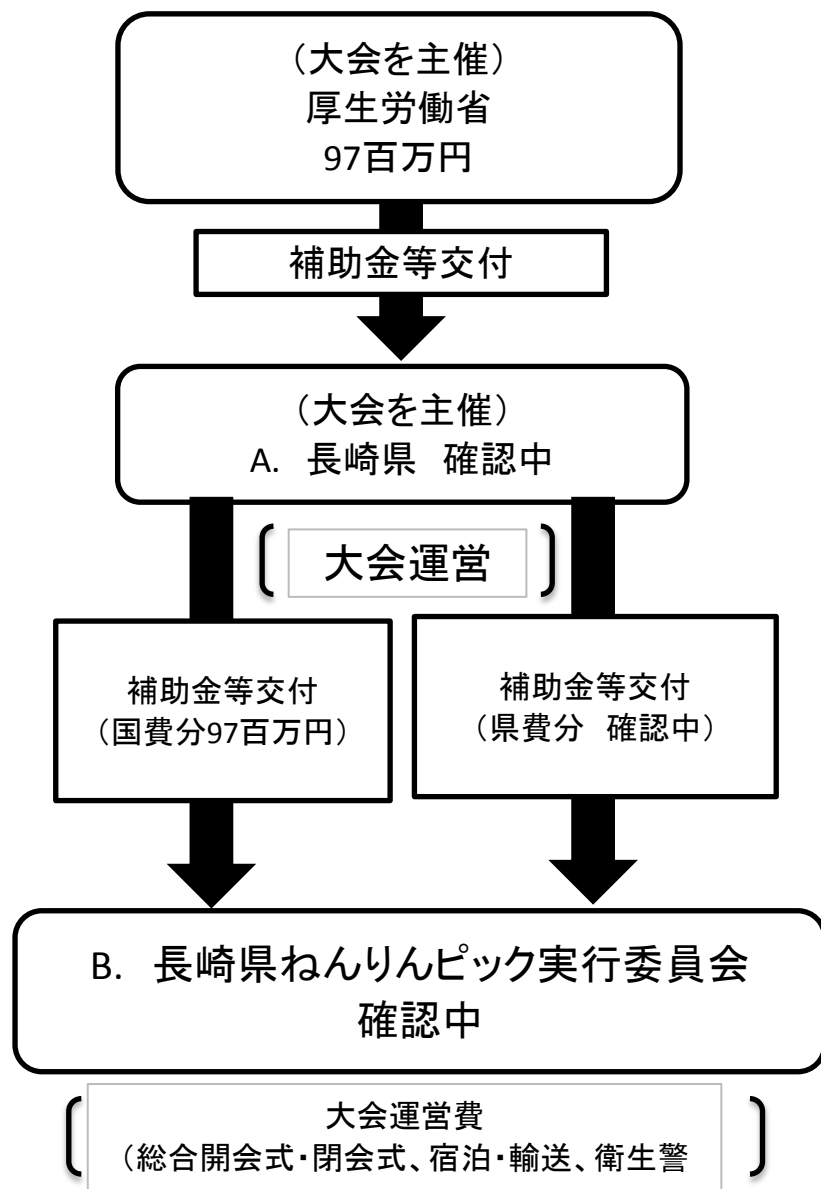 （大会を主催）
厚生労働省
97百万円
補助金等交付
（大会を主催）
A. 長崎県　確認中
大会運営
補助金等交付
（国費分97百万円）
補助金等交付
（県費分　確認中）
B. 長崎県ねんりんピック実行委員会
確認中
大会運営費
（総合開会式・閉会式、宿泊・輸送、衛生警